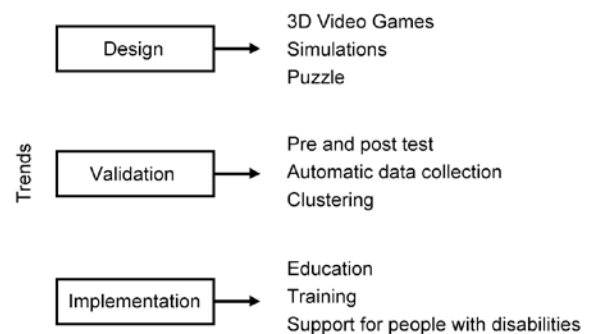 Trends
Design
3D Video Games
Simulations
Puzzle
Validation
Pre and post test
Automatic data collection
Clustering
Implementation
Education
Training
Support for people with disabilities